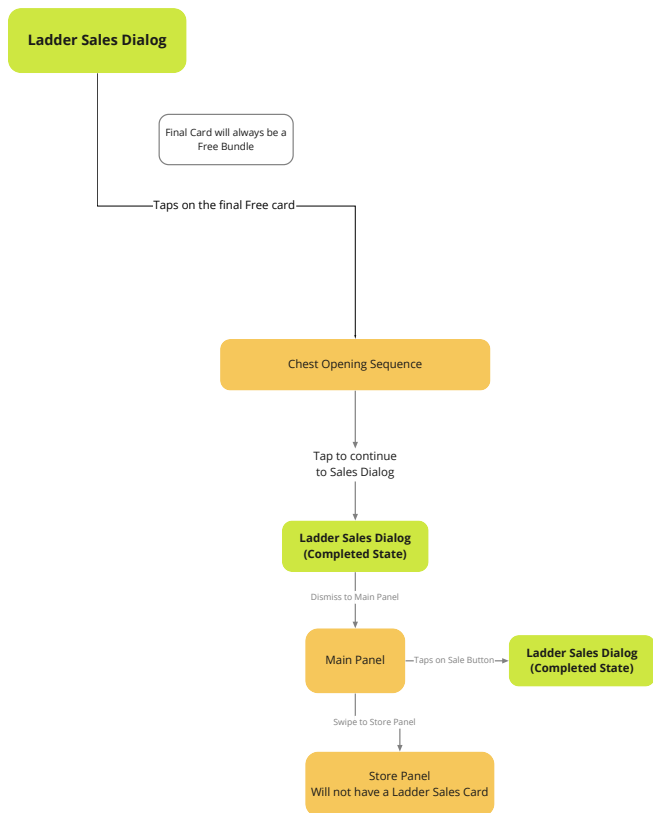 Ladder Sales Dialog
Final Card will always be a
Free Bundle
Taps on the final Free card
Chest Opening Sequence
Tap to continue
to Sales Dialog
Ladder Sales Dialog
(Completed State)
Dismiss to Main Panel
Main Panel
Taps on Sale Button
Ladder Sales Dialog
(Completed State)
Swipe to Store Panel
Store Panel
Will not have a Ladder Sales Card